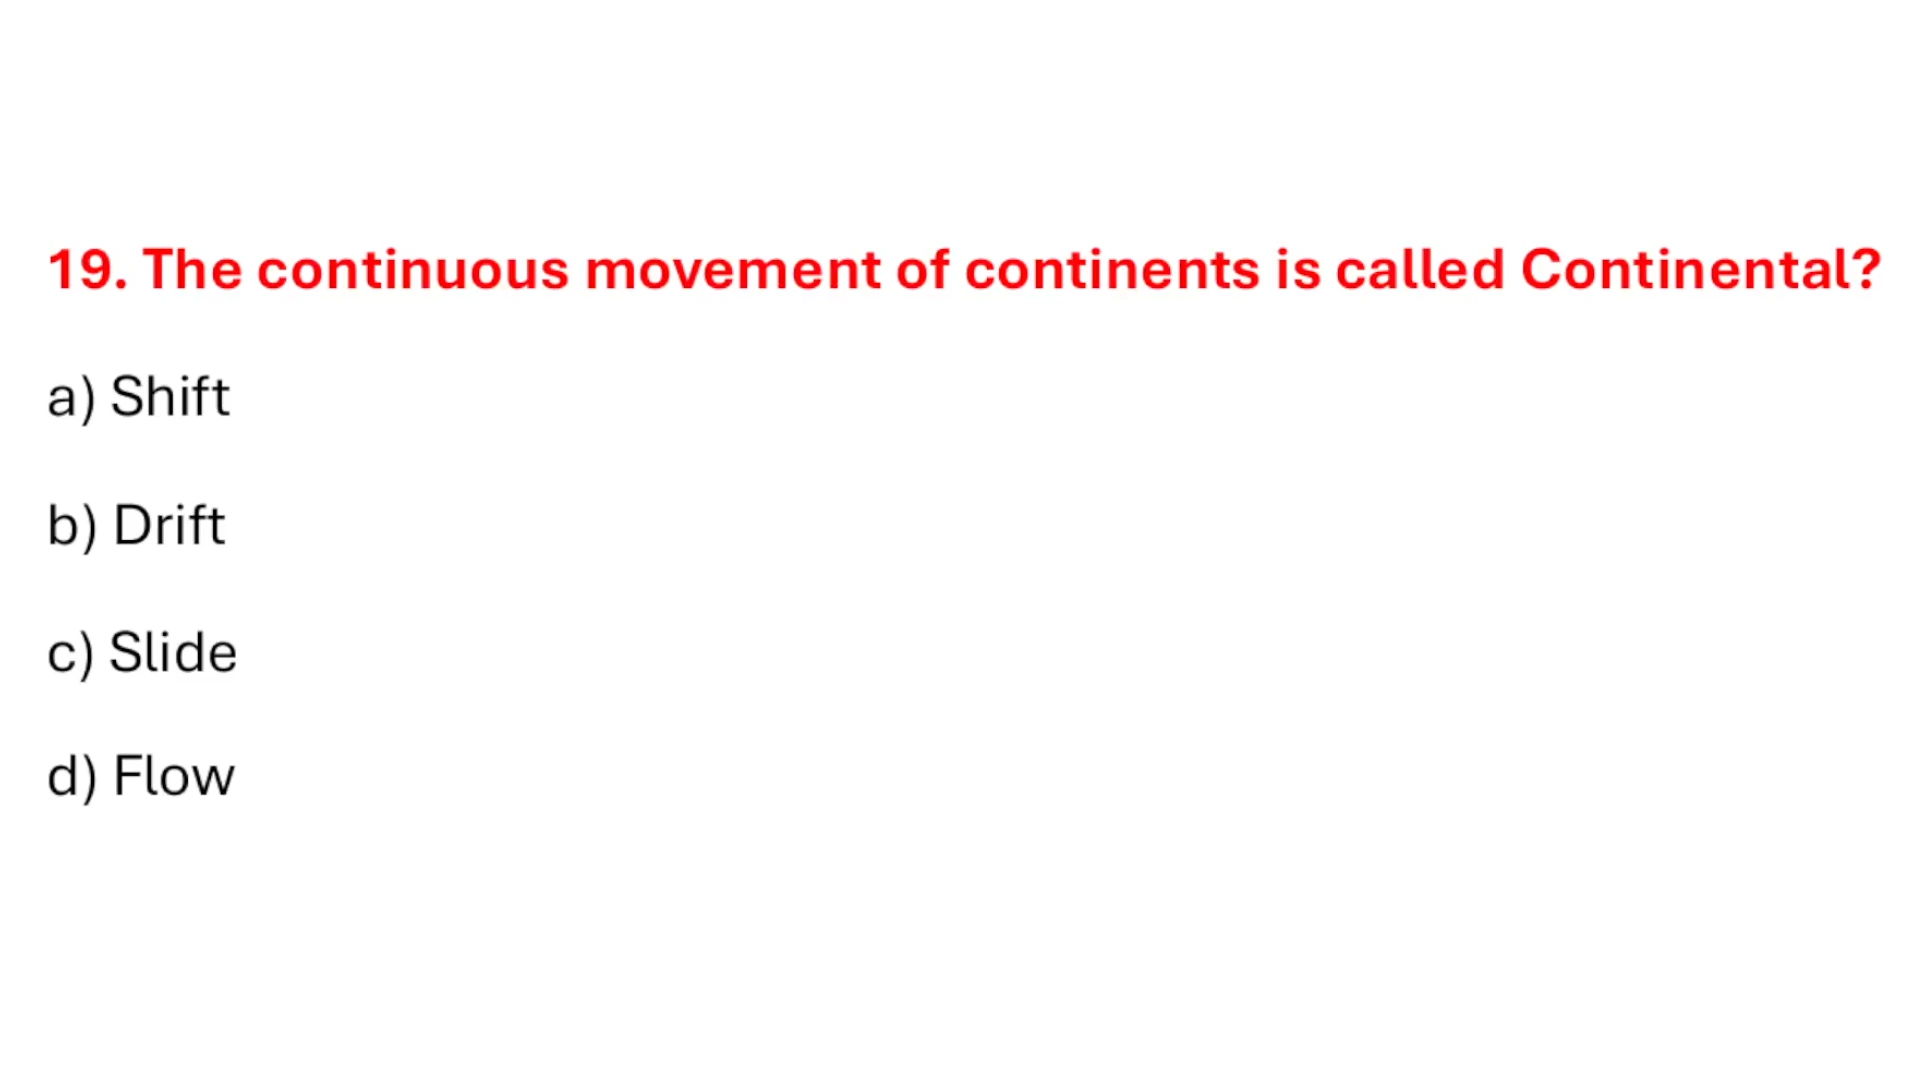 19. The continuous movement of continents is called Continental?
a) Shift
b) Drift
c) Slide
d) Flow